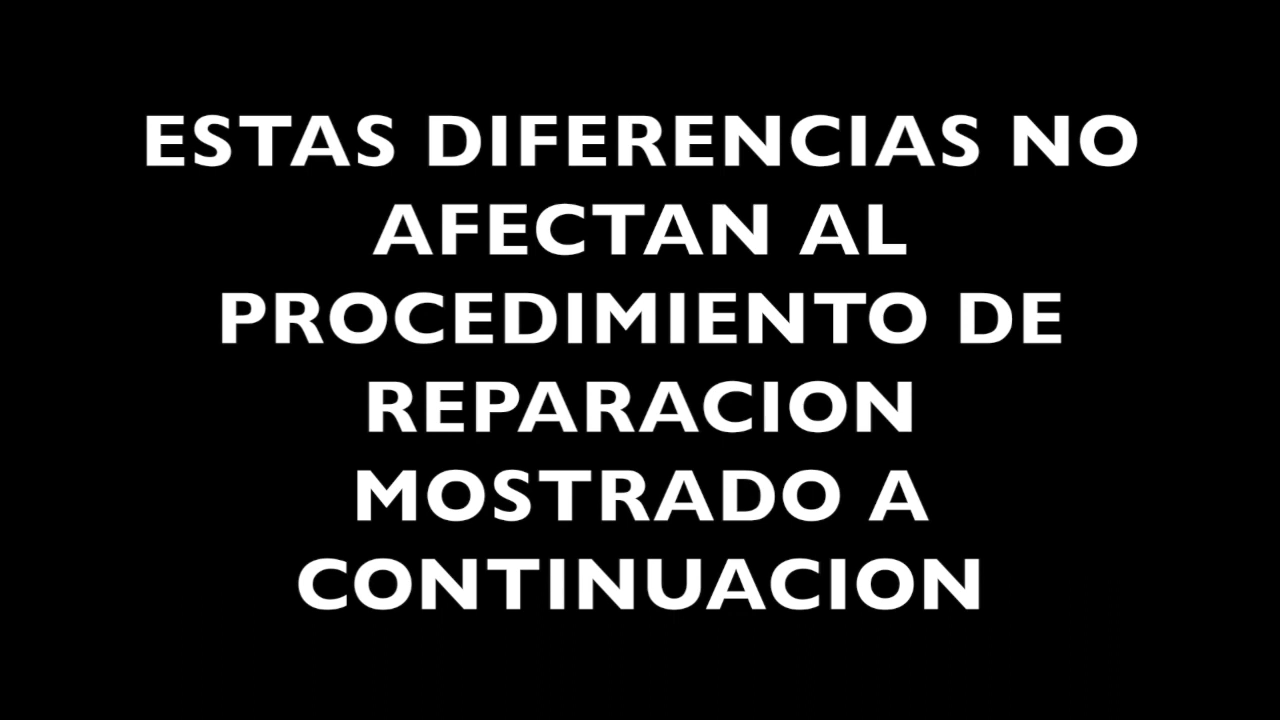 ESTAS DIFERENCIAS NO
AFECTAN AL
PROCEDIMIENTO DE
REPARACION
MOSTRADO A
CONTINUACION